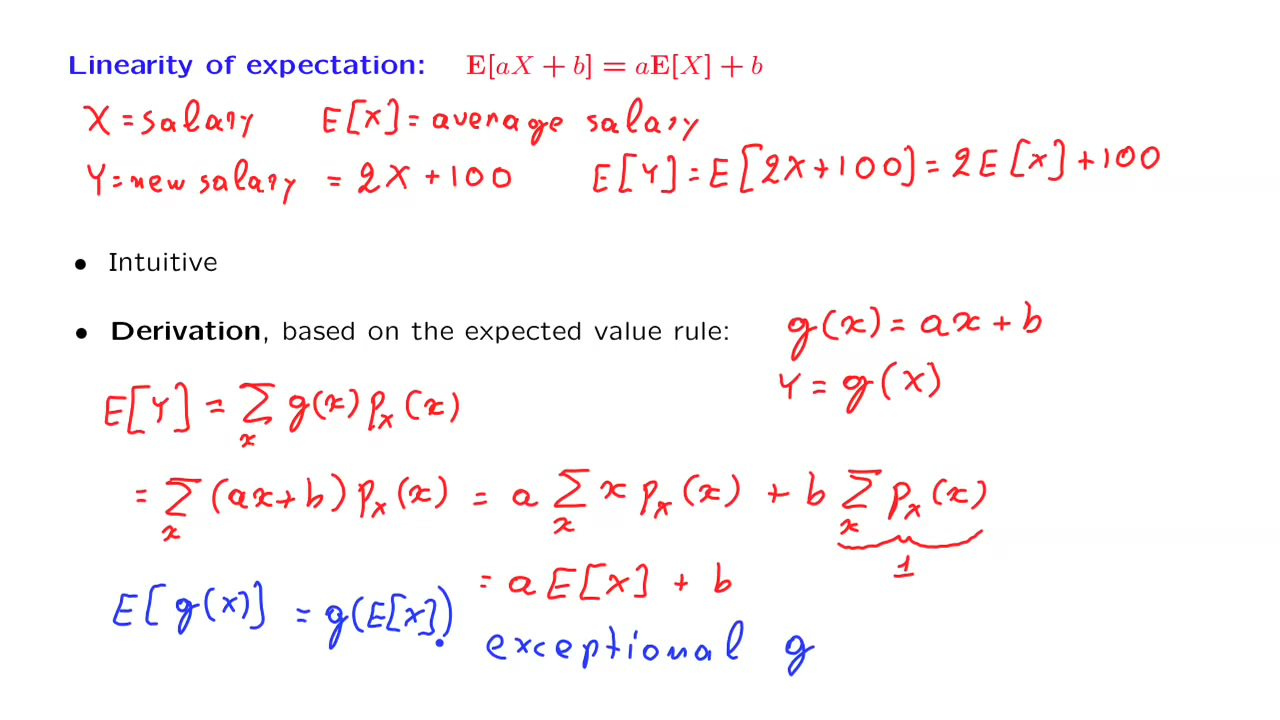 Linearity of expectation: E[aX + b] = aE[X] + b
X = salary E[X] = average salary
Y = new salary = 2X + 100 E[Y] = E[2X + 100] = 2E[X] + 100
• Intuitive
• Derivation, based on the expected value rule:
g(x) = ax + b
Y = g(X)
E[Y] = ∑ₓ g(x) pₓ(x)
= ∑ₓ (ax + b) pₓ(x) = a ∑ₓ x pₓ(x) + b ∑ₓ pₓ(x)
1
= a E[X] + b
E[g(X)] = g(E[X]) exceptional g